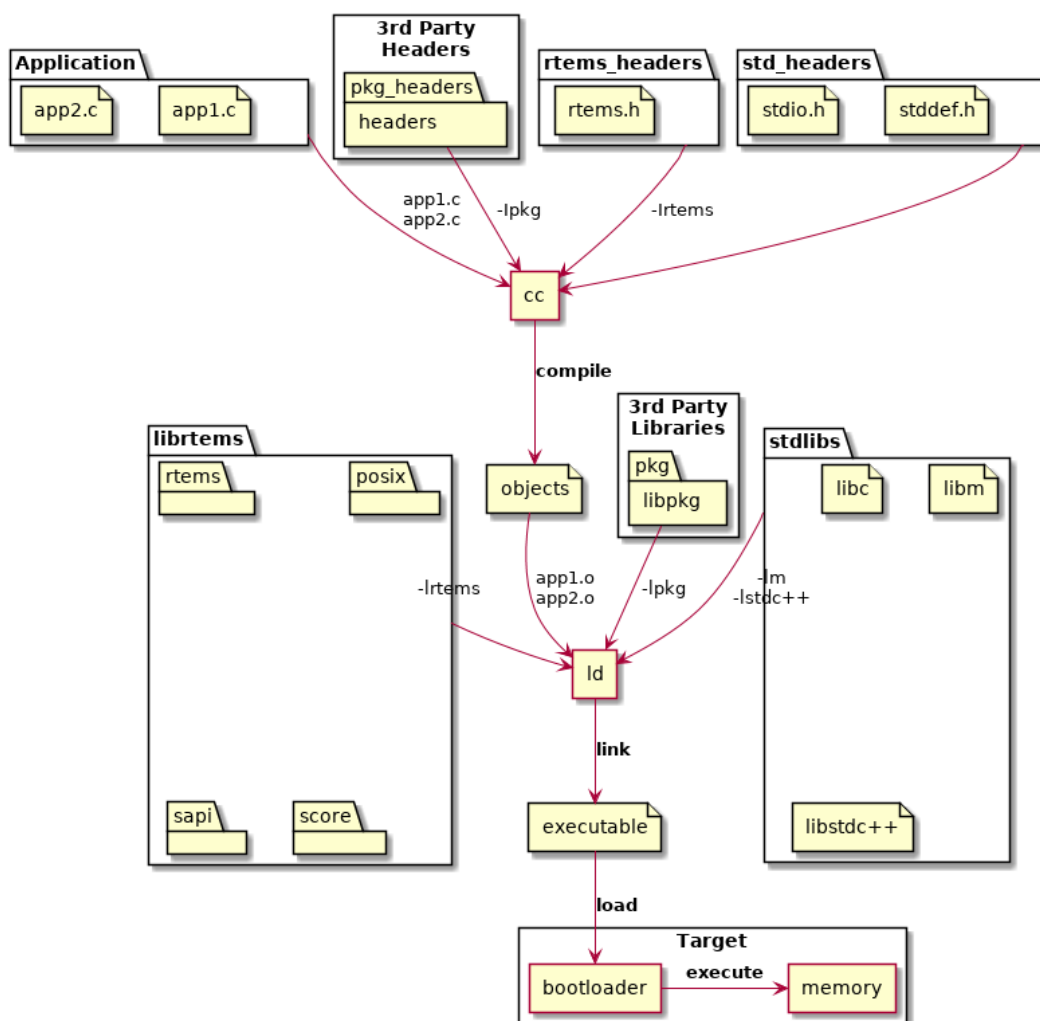 3rd Party
Headers
Application
rtems_headers
std_headers
pkg_headers
app2.c
app1.c
headers
rtems.h
stdio.h
stddef.h
app1.c
app2.c
-Ipkg
-Irtems
cc
compile
3rd Party
Libraries
librtems
stdlibs
rtems
posix
objects
pkg
libpkg
libc
libm
-lrtems
app1.o
app2.o
-lpkg
-lm
-lstdc++
ld
link
sapi
score
executable
libstdc++
load
Target
execute
bootloader
memory